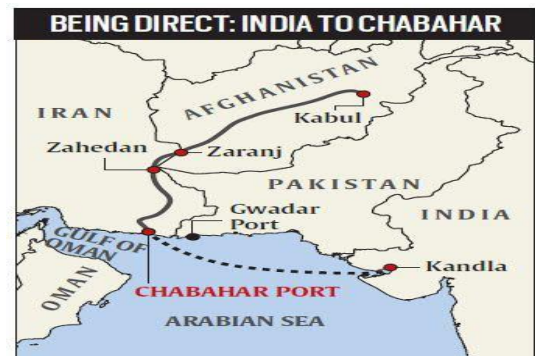 BEING DIRECT: INDIA TO CHABAHAR
AFGHANISTAN
IRAN
Kabul
Zahedan
Zaranj
PAKISTAN
Gwadar
Port
INDIA
GULF OF
OMAN
Kandla
OMAN
CHABAHAR PORT
ARABIAN SEA